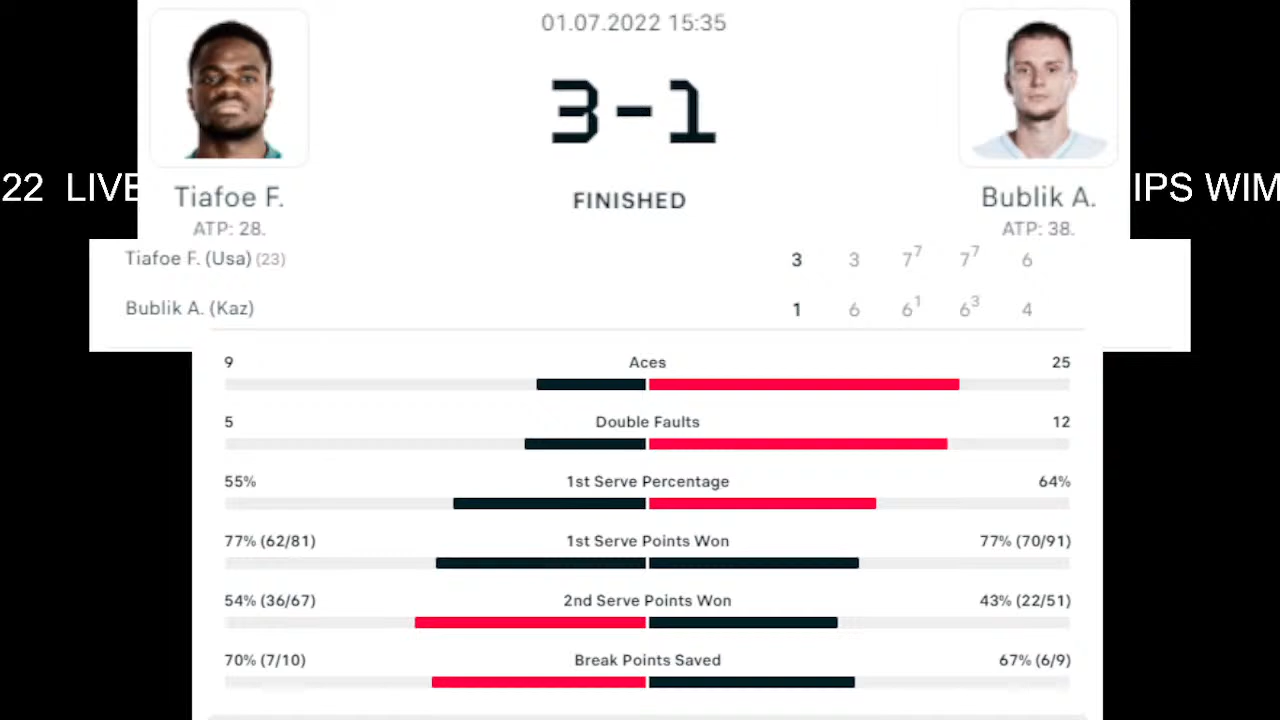 01.07.2022 15:35
3-1
22 LIVE
IPS WIM
Tiafoe F.
FINISHED
Bublik A.
ATP: 28.
ATP: 38.
Tiafoe F. (Usa) (23) 3 3 7⁷ 7⁷ 6
Bublik A. (Kaz) 1 6 6¹ 6³ 4
9 Aces 25
5 Double Faults 12
55% 1st Serve Percentage 64%
77% (62/81) 1st Serve Points Won 77% (70/91)
54% (36/67) 2nd Serve Points Won 43% (22/51)
70% (7/10) Break Points Saved 67% (6/9)